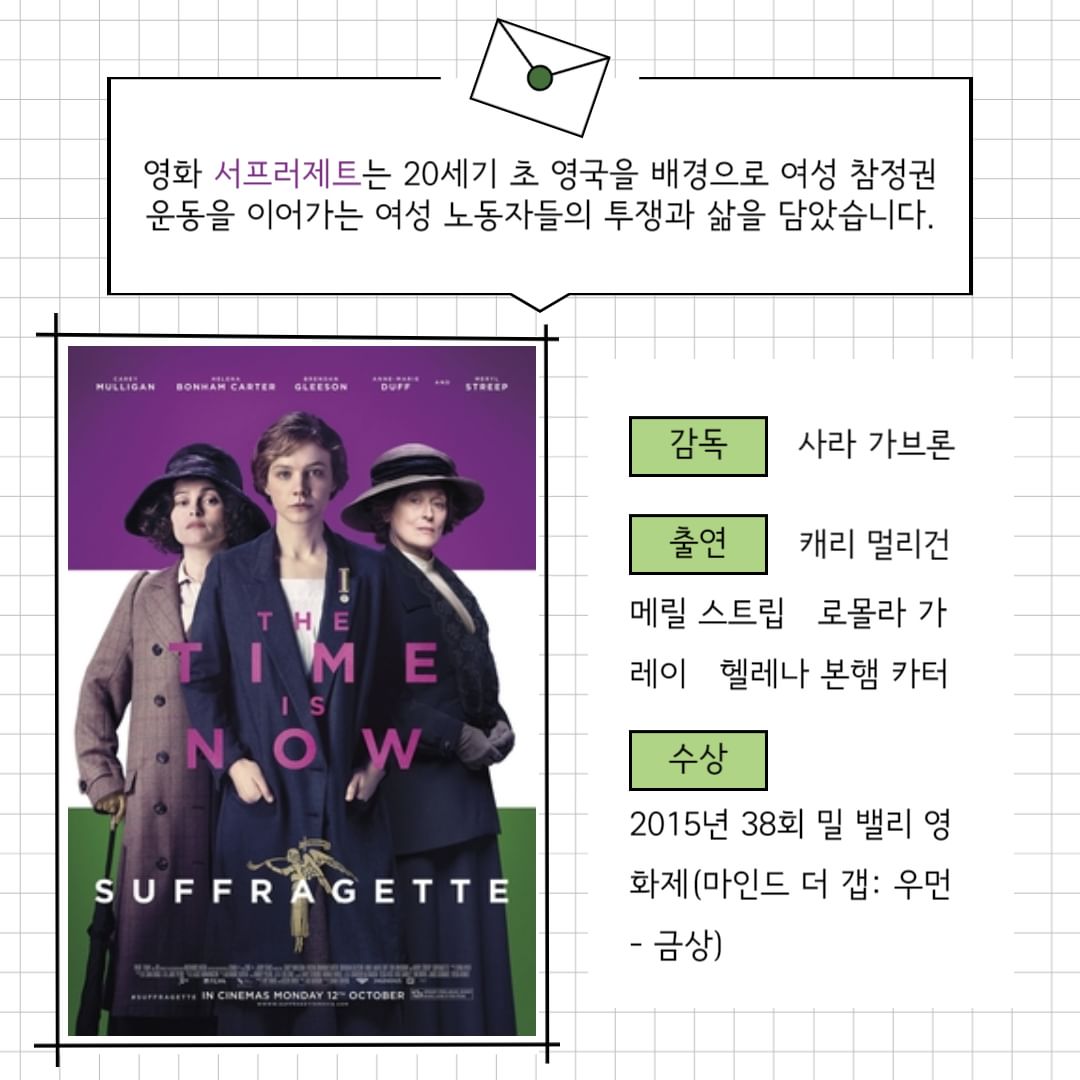 영화 서프러제트는 20세기 초 영국을 배경으로 여성 참정권
운동을 이어가는 여성 노동자들의 투쟁과 삶을 담았습니다.
CAREY MULLIGAN
HELENA BONHAM CARTER
BRENDAN GLEESON
ANNE-MARIE DUFF
AND
MERYL STREEP
THE
TIME
IS
NOW
SUFFRAGETTE
#SUFFRAGETTE IN CINEMAS MONDAY 12TH OCTOBER
감독 사라 가브론
출연 캐리 멀리건
메릴 스트립 로몰라 가
레이 헬레나 본햄 카터
수상
2015년 38회 밀 밸리 영
화제(마인드 더 갭: 우먼
- 금상)